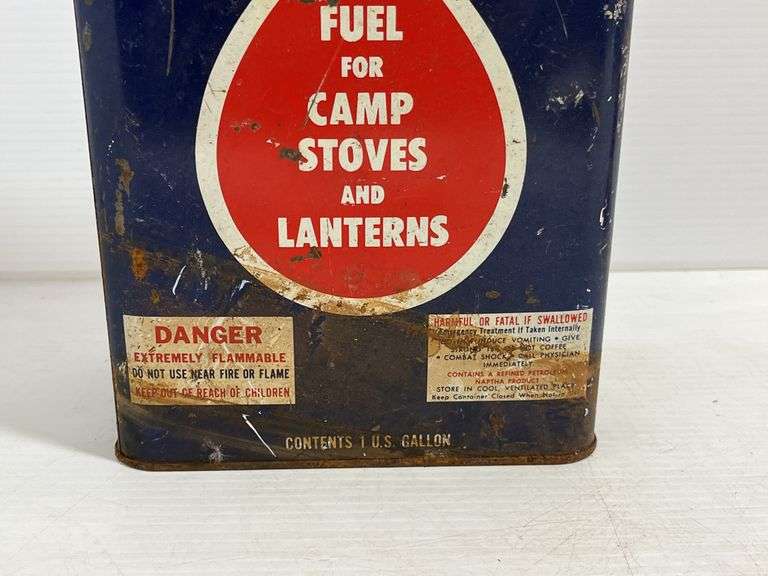 FUEL
FOR
CAMP
STOVES
AND
LANTERNS
DANGER
EXTREMELY FLAMMABLE
DO NOT USE NEAR FIRE OR FLAME
KEEP OUT OF REACH OF CHILDREN
HARMFUL OR FATAL IF SWALLOWED
Emergency Treatment If Taken Internally
INDUCE VOMITING • GIVE
COFFEE
• COMBAT SHOCK • CALL PHYSICIAN
IMMEDIATELY
CONTAINS A REFINED PETROLEUM
NAPTHA PRODUCT
STORE IN COOL, VENTILATED PLACE
Keep Container Closed When Not in
CONTENTS 1 U.S. GALLON